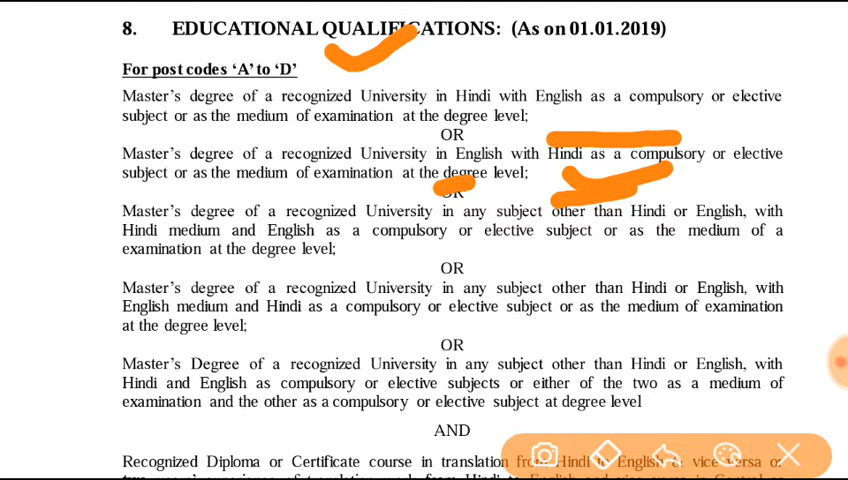 8. EDUCATIONAL QUALIFICATIONS: (As on 01.01.2019)
For post codes ‘A’ to ‘D’
Master’s degree of a recognized University in Hindi with English as a compulsory or elective
subject or as the medium of examination at the degree level;
OR
Master’s degree of a recognized University in English with Hindi as a compulsory or elective
subject or as the medium of examination at the degree level;
OR
Master’s degree of a recognized University in any subject other than Hindi or English, with
Hindi medium and English as a compulsory or elective subject or as the medium of a
examination at the degree level;
OR
Master’s degree of a recognized University in any subject other than Hindi or English, with
English medium and Hindi as a compulsory or elective subject or as the medium of examination
at the degree level;
OR
Master’s Degree of a recognized University in any subject other than Hindi or English, with
Hindi and English as compulsory or elective subjects or either of the two as a medium of
examination and the other as a compulsory or elective subject at degree level
AND
Recognized Diploma or Certificate course in translation from Hindi to English & vice versa or